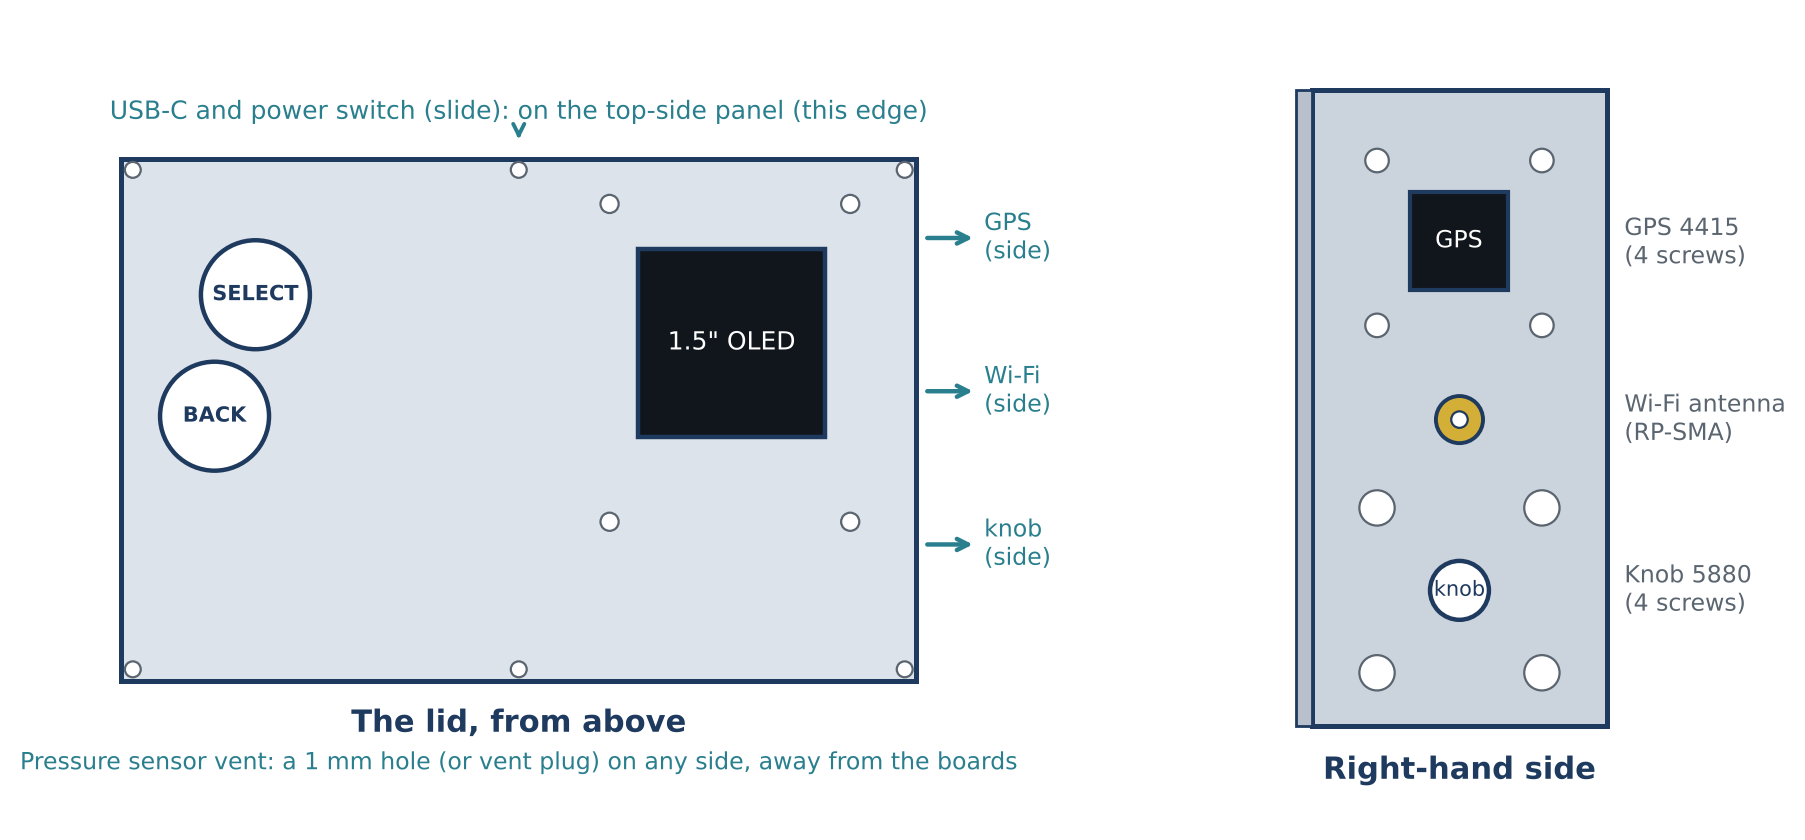 USB-C and power switch (slide): on the top-side panel (this edge)
SELECT
BACK
1.5" OLED
GPS
(side)
Wi-Fi
(side)
knob
(side)
The lid, from above
Pressure sensor vent: a 1 mm hole (or vent plug) on any side, away from the boards
GPS
GPS 4415
(4 screws)
Wi-Fi antenna
(RP-SMA)
knob
Knob 5880
(4 screws)
Right-hand side